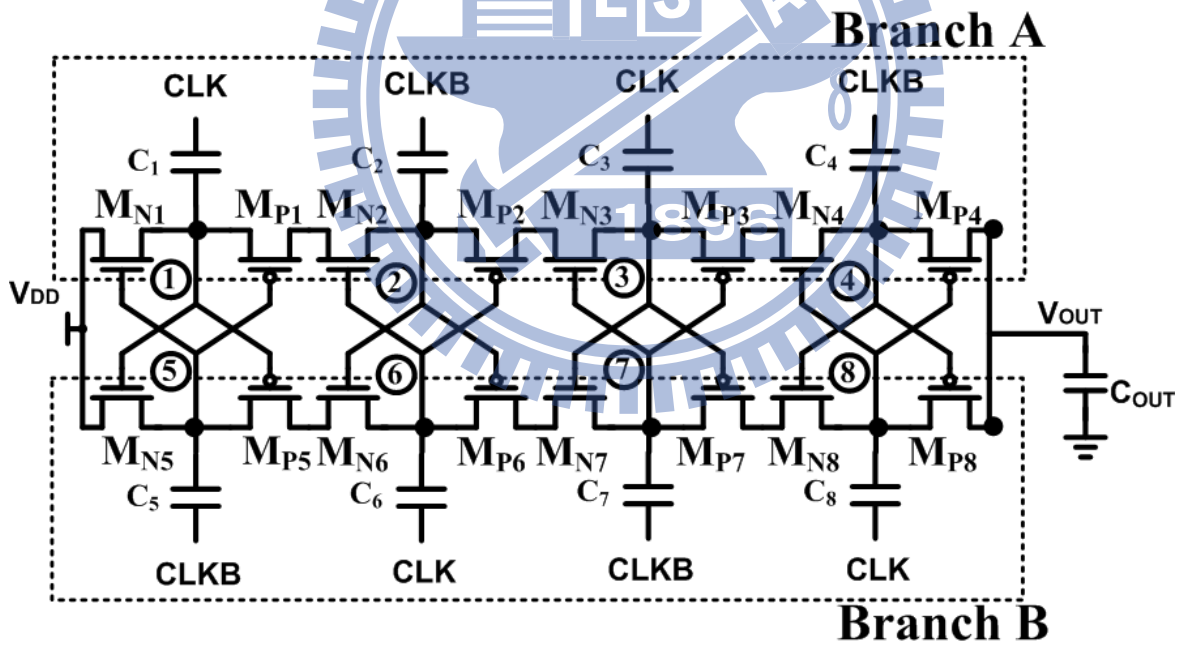 Branch A
CLK CLKB CLK CLKB
C1 C2 C3 C4
MN1 MP1 MN2 MP2 MN3 MP3 MN4 MP4
1896
1 2 3 4
VDD
VOUT
5 6 7 8
COUT
MN5 MP5 MN6 MP6 MN7 MP7 MN8 MP8
C5 C6 C7 C8
CLKB CLK CLKB CLK
Branch B